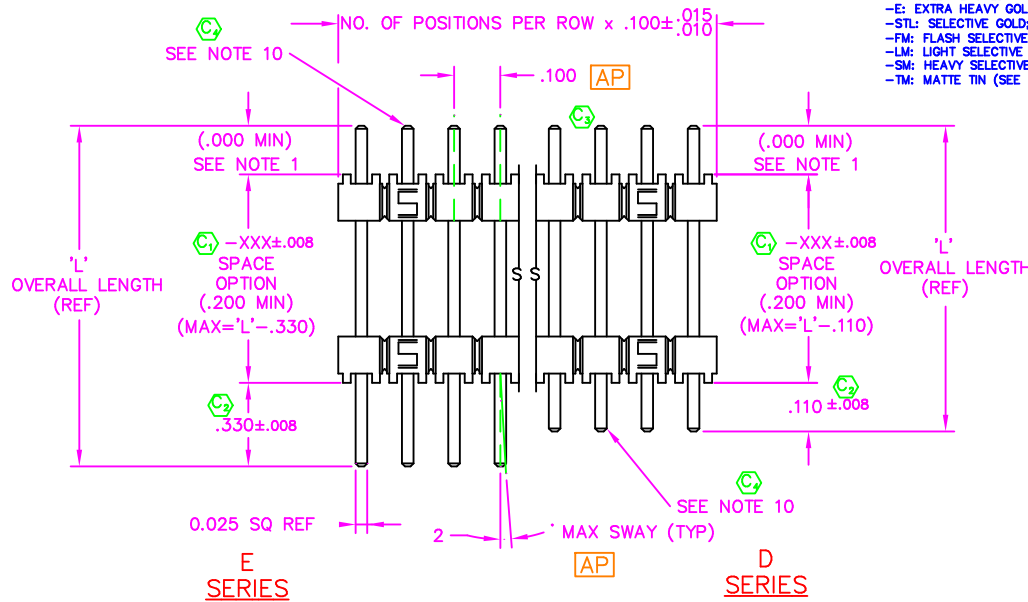 -E: EXTRA HEAVY GOL
-STL: SELECTIVE GOLD;
-FM: FLASH SELECTIVE
-LM: LIGHT SELECTIVE
-SM: HEAVY SELECTIVE
-TM: MATTE TIN (SEE
NO. OF POSITIONS PER ROW x .100± .015 .010
C4
SEE NOTE 10
.100 AP
C3
(.000 MIN)
SEE NOTE 1
(.000 MIN)
SEE NOTE 1
S
S
C1 -XXX±.008
SPACE
OPTION
(.200 MIN)
(MAX='L'-.330)
'L'
OVERALL LENGTH
(REF)
S S
C1 -XXX±.008
SPACE
OPTION
(.200 MIN)
(MAX='L'-.110)
'L'
OVERALL LENGTH
(REF)
S
S
C2
.330±.008
C2
.110 ±.008
C4
SEE NOTE 10
0.025 SQ REF
2 ° MAX SWAY (TYP)
AP
E
SERIES
D
SERIES